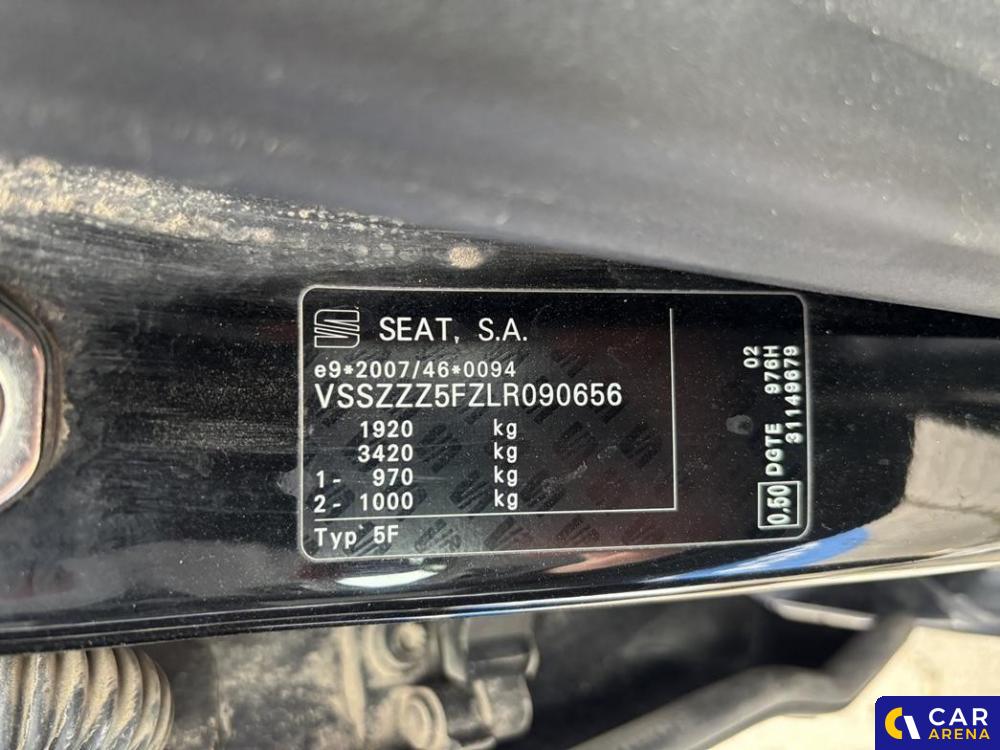 SEAT, S.A.
e9*2007/46*0094
VSSZZZ5FZLR090656
1920 kg
3420 kg
1- 970 kg
2- 1000 kg
Typ 5F
0.50 DGTE 976H 02
31149679
CAR
ARENA